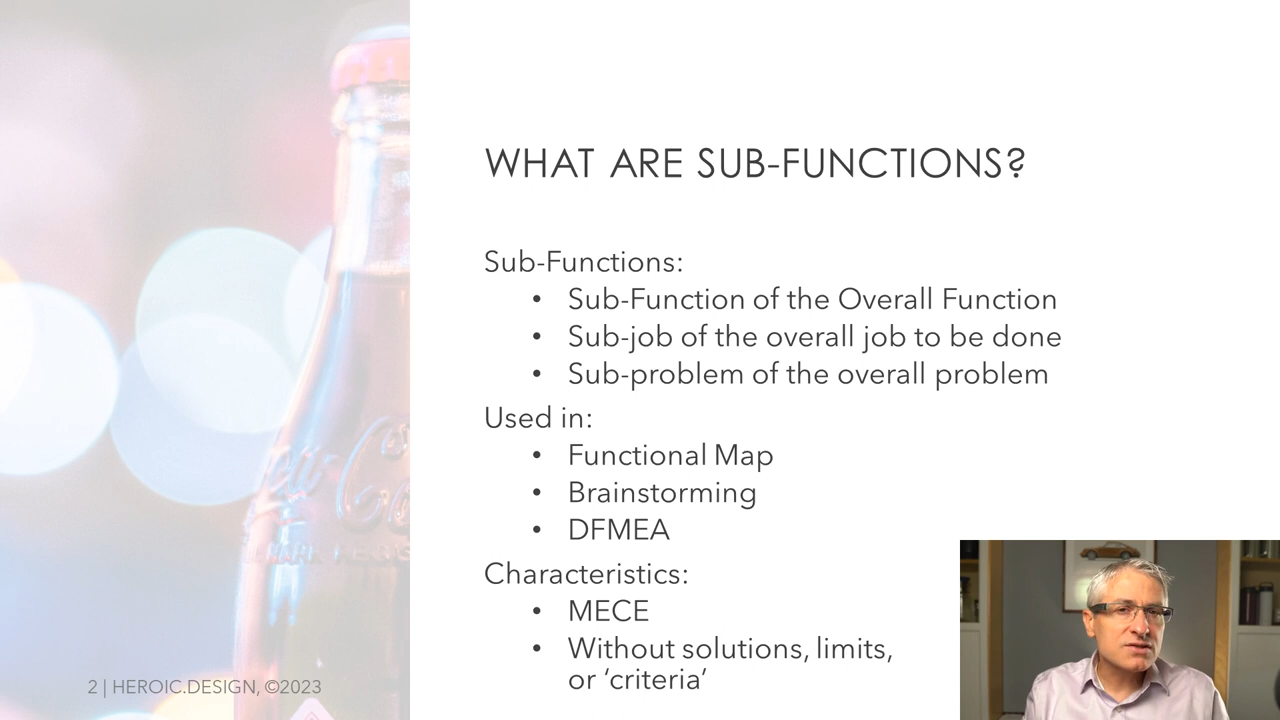 WHAT ARE SUB-FUNCTIONS?
Sub-Functions:
• Sub-Function of the Overall Function
• Sub-job of the overall job to be done
• Sub-problem of the overall problem
Used in:
• Functional Map
• Brainstorming
• DFMEA
Characteristics:
• MECE
• Without solutions, limits,
or ‘criteria’
2 | HEROIC.DESIGN, ©2023